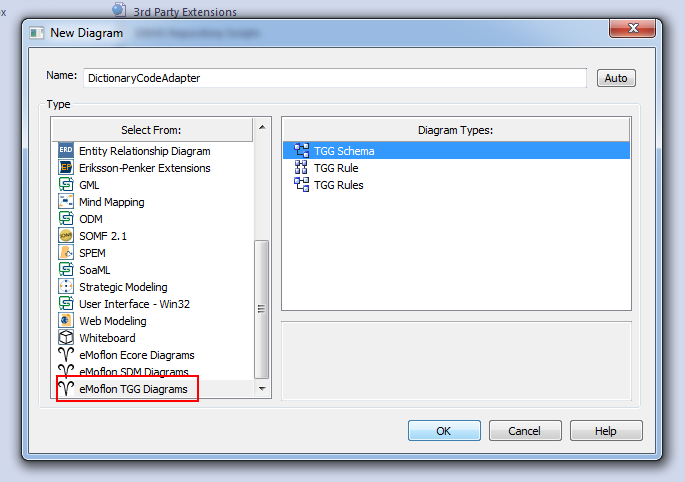 3rd Party Extensions
New Diagram
Name: DictionaryCodeAdapter Auto
Type
Select From:
ERD Entity Relationship Diagram
EP Eriksson-Penker Extensions
GML
Mind Mapping
ODM
SOMF 2.1
SPEM
SoaML
Strategic Modeling
User Interface - Win32
Web Modeling
Whiteboard
eMoflon Ecore Diagrams
eMoflon SDM Diagrams
eMoflon TGG Diagrams
Diagram Types:
TGG Schema
TGG Rule
TGG Rules
OK Cancel Help